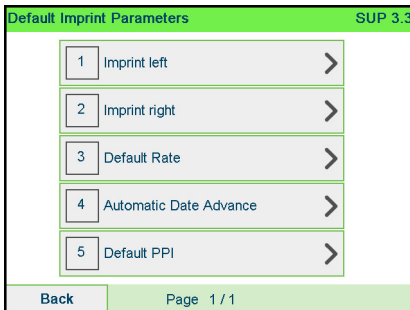 Default Imprint Parameters SUP 3.3
1 Imprint left
2 Imprint right
3 Default Rate
4 Automatic Date Advance
5 Default PPI
Back Page 1/1